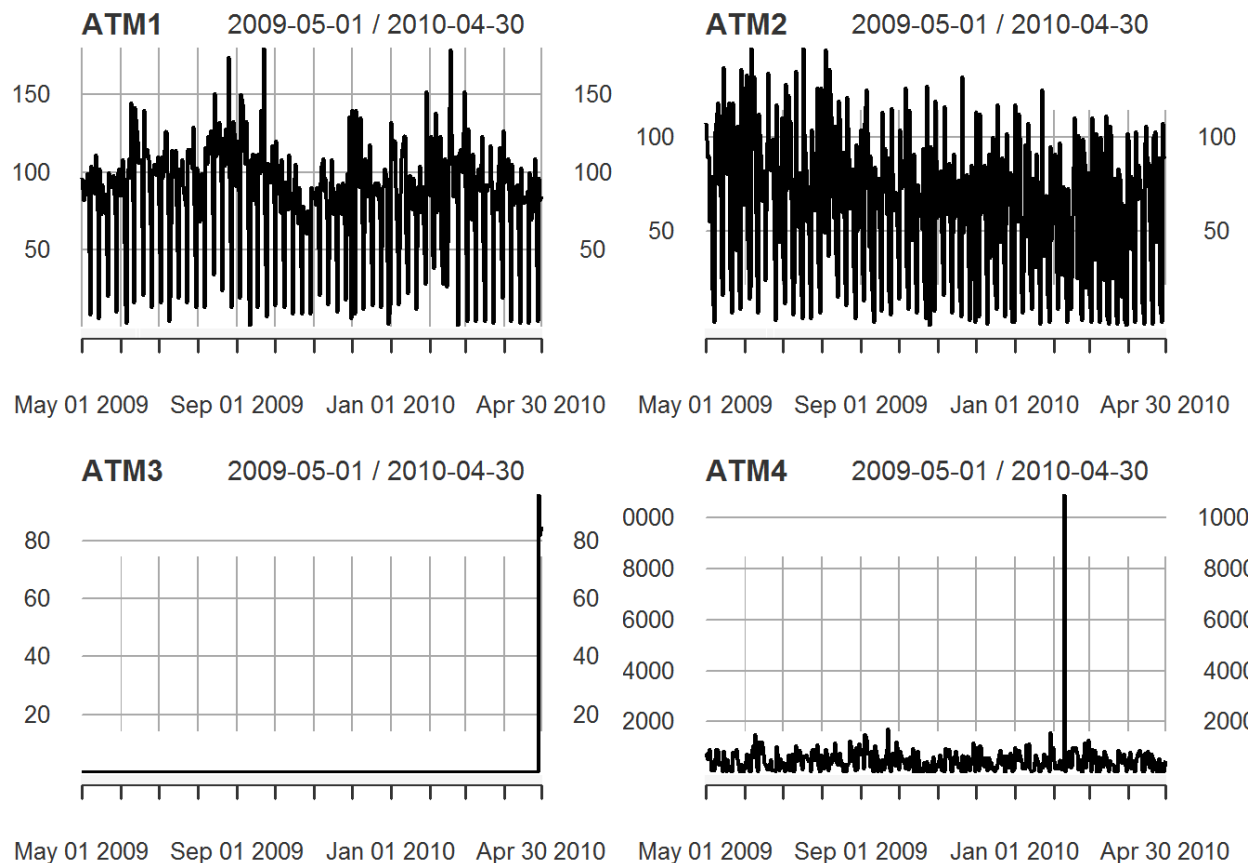 ATM1 2009-05-01 / 2010-04-30
150 150
100 100
50 50
May 01 2009 Sep 01 2009 Jan 01 2010 Apr 30 2010
ATM2 2009-05-01 / 2010-04-30
100 100
50 50
May 01 2009 Sep 01 2009 Jan 01 2010 Apr 30 2010
ATM3 2009-05-01 / 2010-04-30
80 80
60 60
40 40
20 20
May 01 2009 Sep 01 2009 Jan 01 2010 Apr 30 2010
ATM4 2009-05-01 / 2010-04-30
0000 1000
8000 8000
6000 6000
4000 4000
2000 2000
May 01 2009 Sep 01 2009 Jan 01 2010 Apr 30 2010